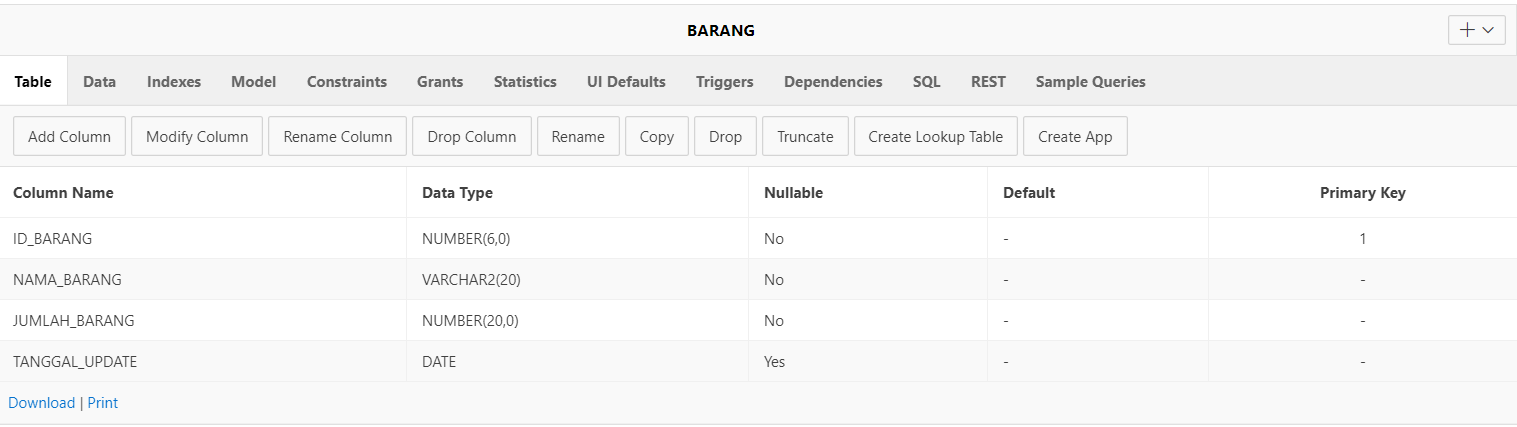 BARANG
Table Data Indexes Model Constraints Grants Statistics UI Defaults Triggers Dependencies SQL REST Sample Queries
Add Column Modify Column Rename Column Drop Column Rename Copy Drop Truncate Create Lookup Table Create App
Column Name Data Type Nullable Default Primary Key
ID_BARANG NUMBER(6,0) No - 1
NAMA_BARANG VARCHAR2(20) No - -
JUMLAH_BARANG NUMBER(20,0) No - -
TANGGAL_UPDATE DATE Yes - -
Download | Print